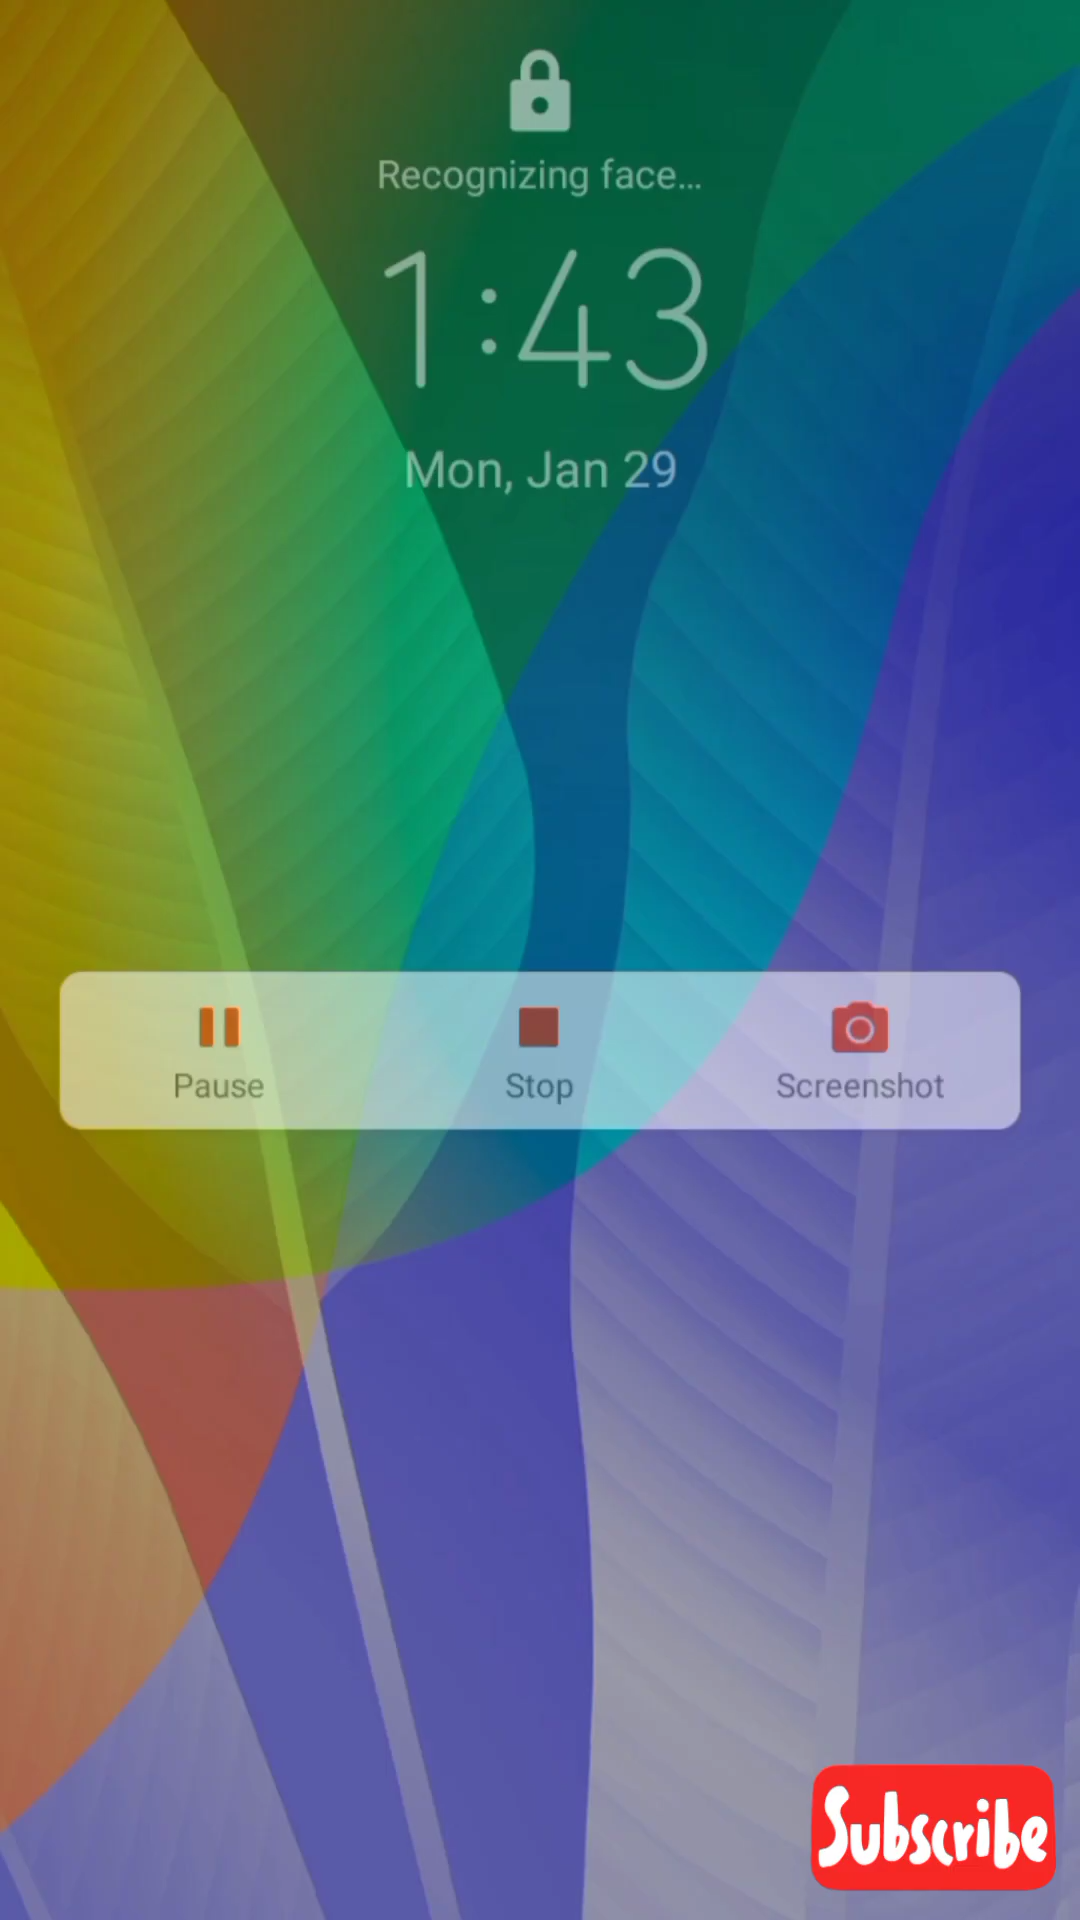 Recognizing face...
1:43
Mon, Jan 29
Pause Stop Screenshot
Subscribe